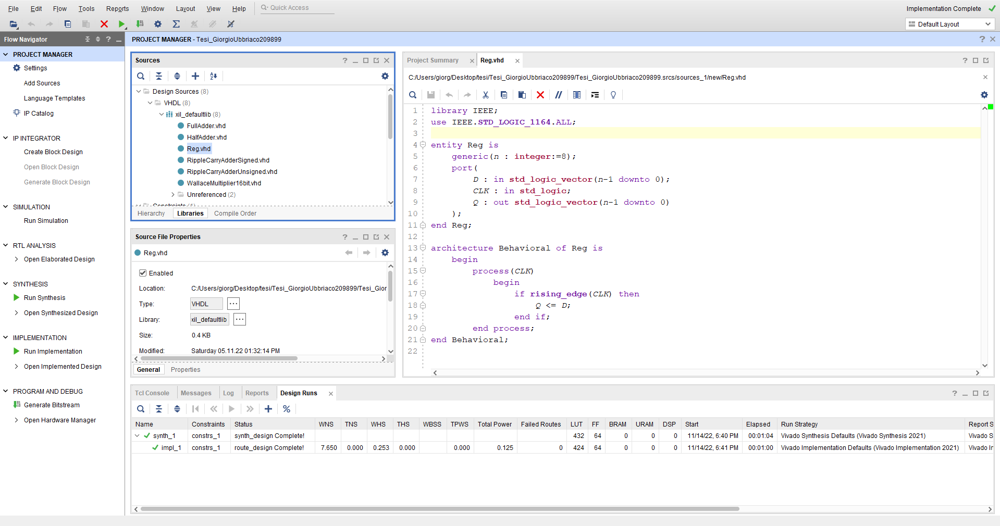 File Edit Flow Tools Reports Window Layout View Help Quick Access Implementation Complete
Default Layout
Flow Navigator
PROJECT MANAGER - Tesi_GiorgioUbbriaco209899
PROJECT MANAGER
Settings
Add Sources
Language Templates
IP Catalog
IP INTEGRATOR
Create Block Design
Open Block Design
Generate Block Design
SIMULATION
Run Simulation
RTL ANALYSIS
Open Elaborated Design
SYNTHESIS
Run Synthesis
Open Synthesized Design
IMPLEMENTATION
Run Implementation
Open Implemented Design
PROGRAM AND DEBUG
Generate Bitstream
Open Hardware Manager
Sources
Design Sources (8)
VHDL (8)
xil_defaultlib (8)
FullAdder.vhd
HalfAdder.vhd
Reg.vhd
RippleCarryAdderSigned.vhd
RippleCarryAdderUnsigned.vhd
WallaceMultiplier16bit.vhd
Unreferenced (2)
Constraints (1)
Hierarchy Libraries Compile Order
Source File Properties
Reg.vhd
Enabled
Location: C:/Users/giorg/Desktop/tesi/Tesi_GiorgioUbbriaco209899/Tesi_Gior
Type: VHDL ...
Library: xil_defaultlib ...
Size: 0.4 KB
Modified: Saturday 05.11.22 01:32:14 PM
General Properties
Project Summary Reg.vhd
C:/Users/giorg/Desktop/tesi/Tesi_GiorgioUbbriaco209899/Tesi_GiorgioUbbriaco209899.srcs/sources_1/new/Reg.vhd
1 library IEEE;
2 use IEEE.STD_LOGIC_1164.ALL;
3
4 entity Reg is
5 generic(n : integer:=8);
6 port(
7 D : in std_logic_vector(n-1 downto 0);
8 CLK : in std_logic;
9 Q : out std_logic_vector(n-1 downto 0)
10 );
11 end Reg;
12
13 architecture Behavioral of Reg is
14 begin
15 process(CLK)
16 begin
17 if rising_edge(CLK) then
18 Q <= D;
19 end if;
20 end process;
21 end Behavioral;
22
Tcl Console Messages Log Reports Design Runs
Name Constraints Status WNS TNS WHS THS WBSS TPWS Total Power Failed Routes LUT FF BRAM URAM DSP Start Elapsed Run Strategy Report S
synth_1 constrs_1 synth_design Complete! 432 64 0 0 0 11/14/22, 6:40 PM 00:01:04 Vivado Synthesis Defaults (Vivado Synthesis 2021) Vivado S
impl_1 constrs_1 route_design Complete! 7.650 0.000 0.253 0.000 0.000 0.125 0 424 64 0 0 0 11/14/22, 6:41 PM 00:01:00 Vivado Implementation Defaults (Vivado Implementation 2021) Vivado Ir